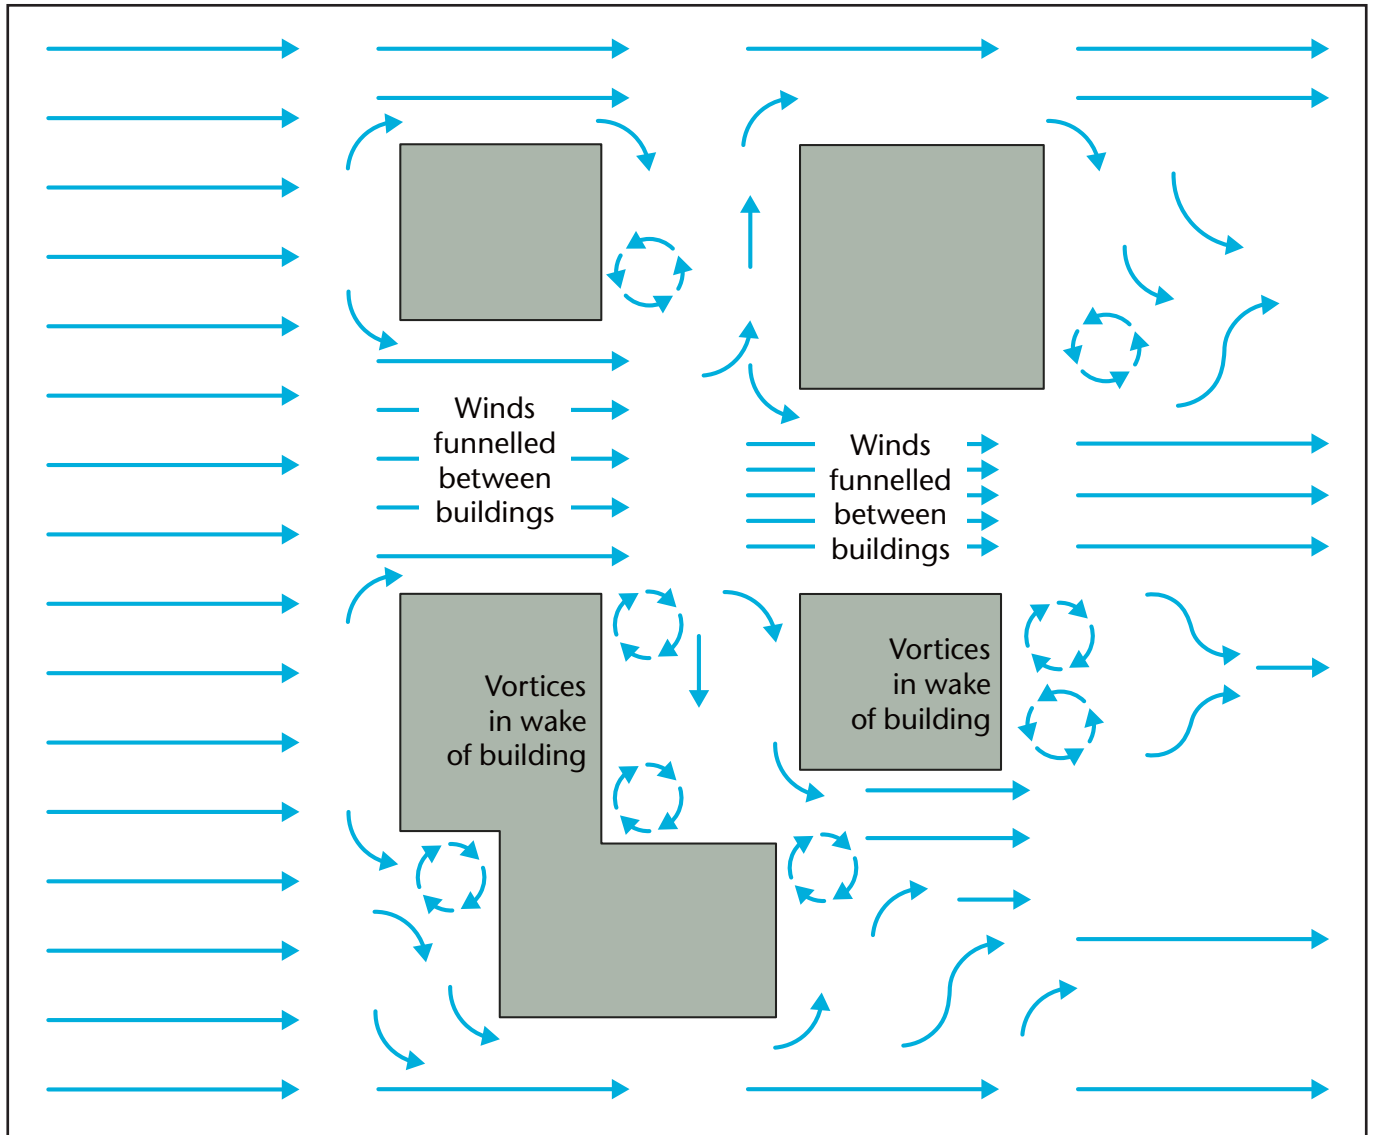 Winds
funnelled
between
buildings
Winds
funnelled
between
buildings
Vortices
in wake
of building
Vortices
in wake
of building